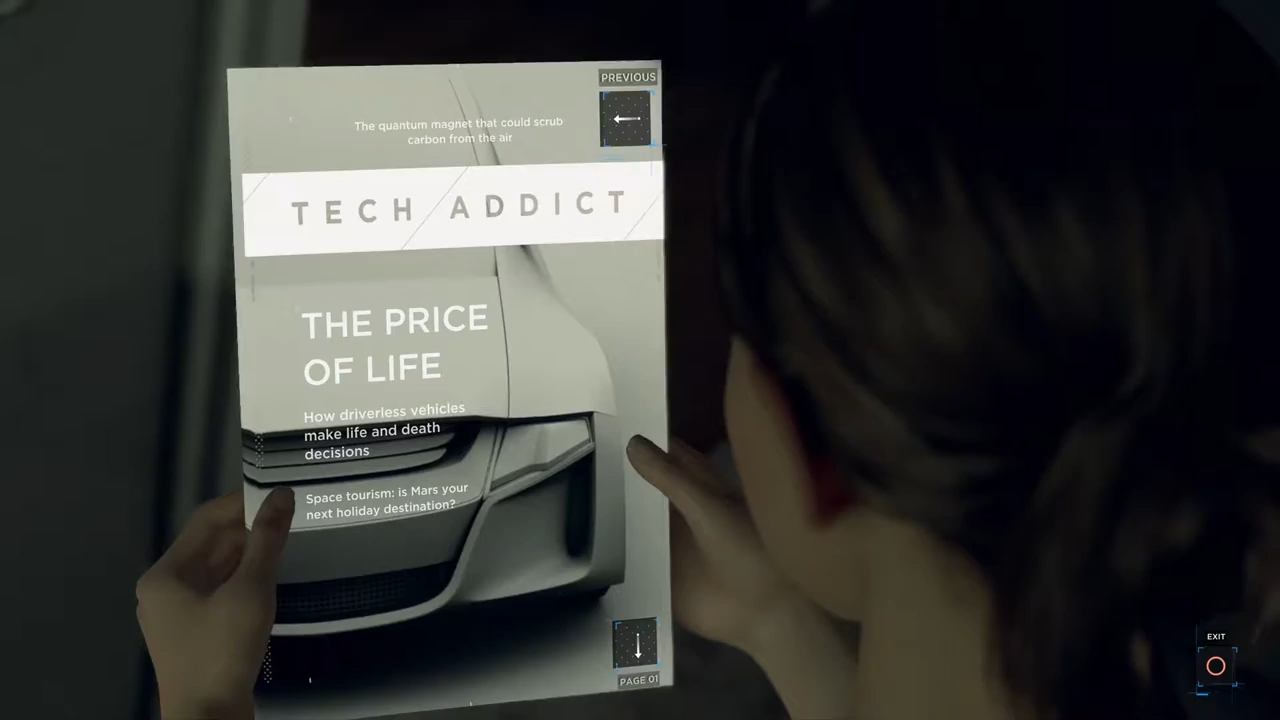 PREVIOUS
The quantum magnet that could scrub
carbon from the air
TECH ADDICT
THE PRICE
OF LIFE
How driverless vehicles
make life and death
decisions
Space tourism: is Mars your
next holiday destination?
PAGE 01
EXIT